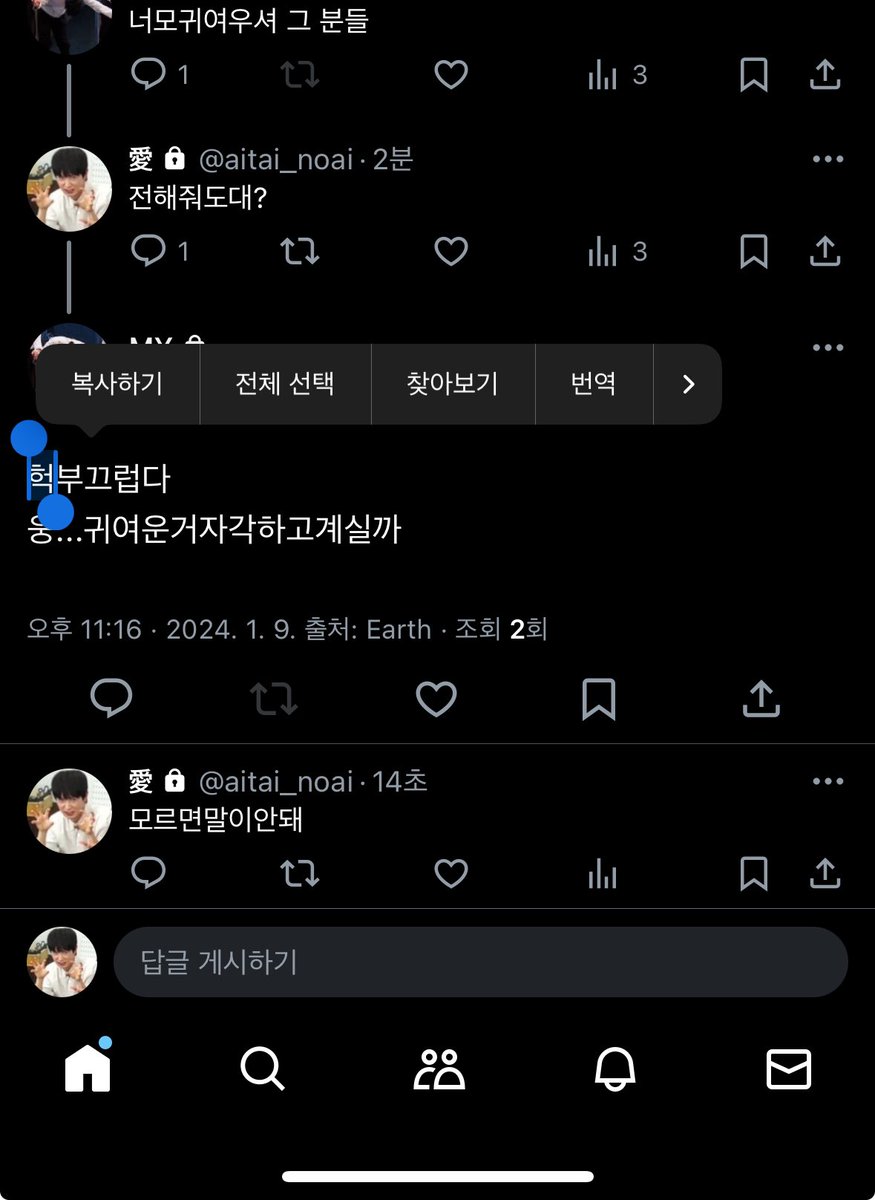 너모귀여우셔 그 분들
1 3
愛 @aitai_noai · 2분
전해줘도대?
1 3
복사하기 전체 선택 찾아보기 번역
헉부끄럽다
웅...귀여운거자각하고계실까
오후 11:16 · 2024. 1. 9. 출처: Earth · 조회 2회
愛 @aitai_noai · 14초
모르면말이안돼
답글 게시하기